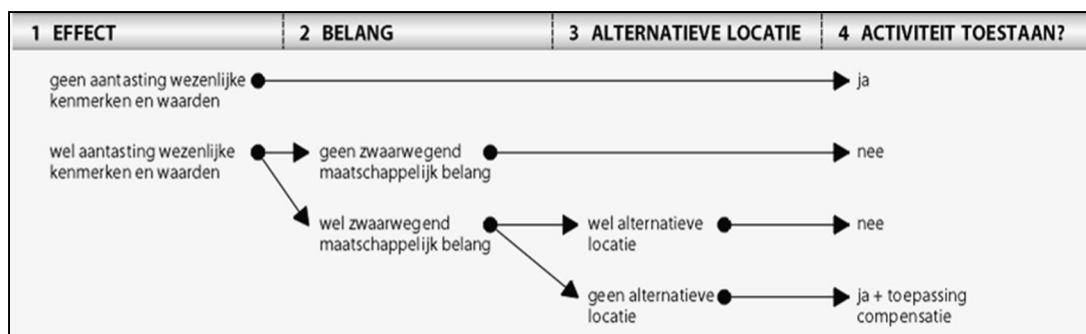 1 EFFECT
2 BELANG
3 ALTERNATIEVE LOCATIE
4 ACTIVITEIT TOESTAAN?
geen aantasting wezenlijke
kenmerken en waarden
ja
wel aantasting wezenlijke
kenmerken en waarden
geen zwaarwegend
maatschappelijk belang
nee
wel zwaarwegend
maatschappelijk belang
wel alternatieve
locatie
nee
geen alternatieve
locatie
ja + toepassing
compensatie